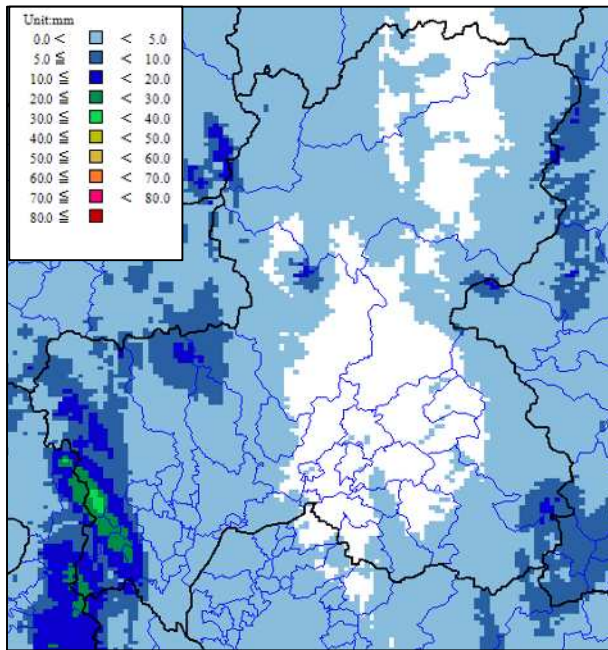 Unit:mm
0.0 < < 5.0
5.0 ≦ < 10.0
10.0 ≦ < 20.0
20.0 ≦ < 30.0
30.0 ≦ < 40.0
40.0 ≦ < 50.0
50.0 ≦ < 60.0
60.0 ≦ < 70.0
70.0 ≦ < 80.0
80.0 ≦